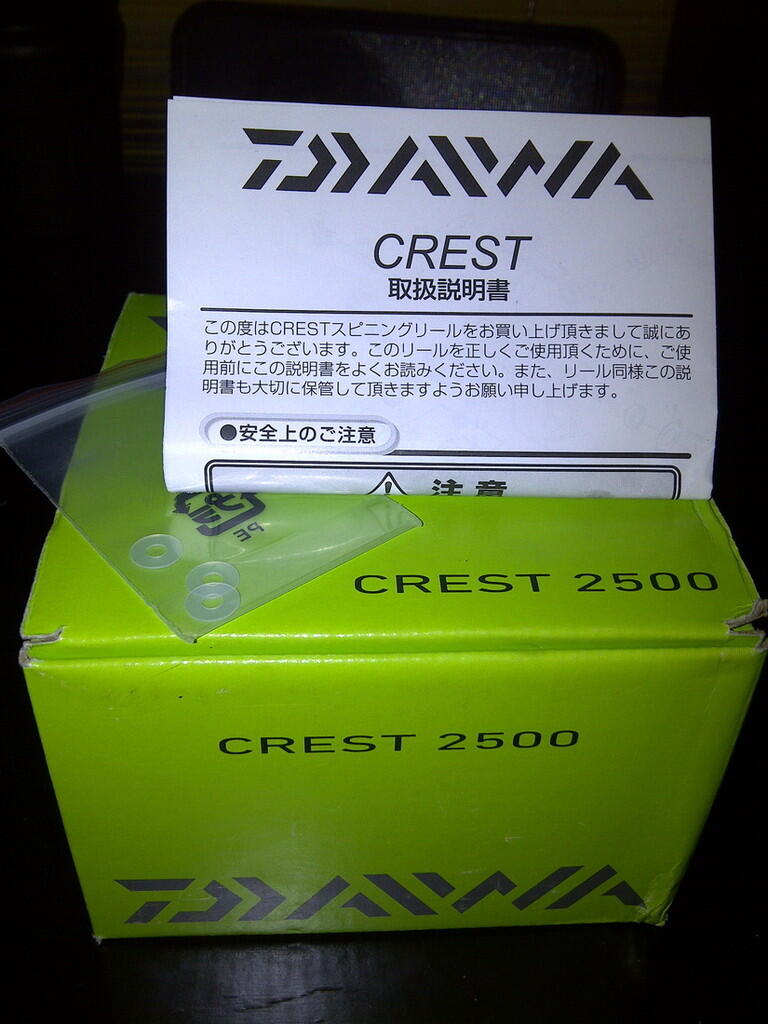 DAIWA
CREST
取扱説明書
この度はCRESTスピニングリールをお買い上げ頂きまして誠にあ
りがとうございます。このリールを正しくご使用頂くために、ご使
用前にこの説明書をよくお読みください。また、リール同様この説
明書も大切に保管して頂きますようお願い申し上げます。
●安全上のご注意
注意
CREST 2500
CREST 2500
DAIWA